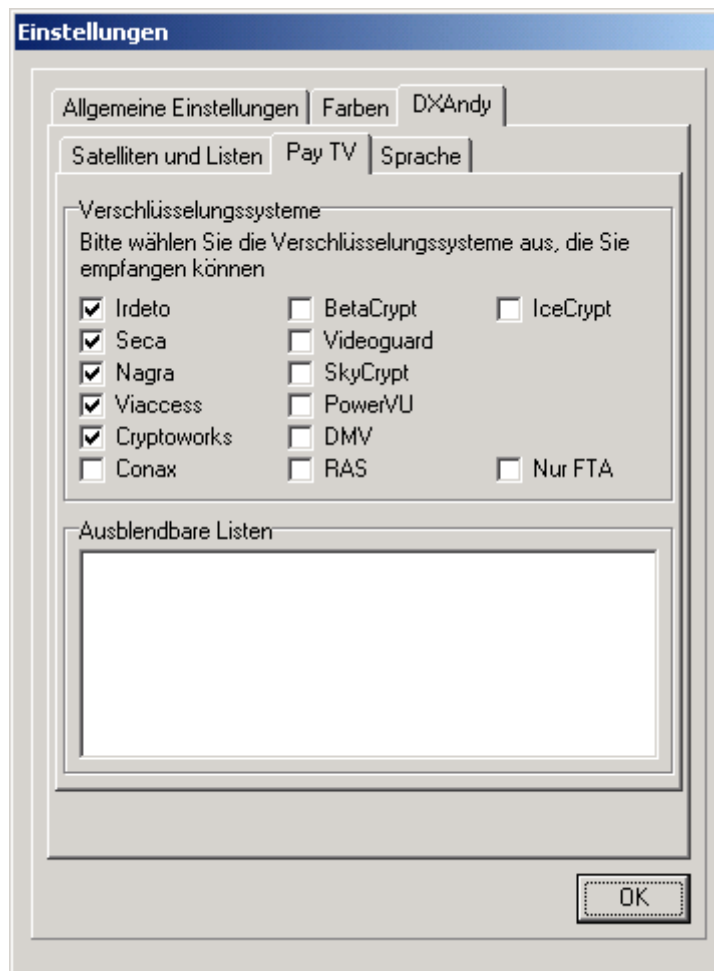 Einstellungen
Allgemeine Einstellungen Farben DXAndy
Satelliten und Listen Pay TV Sprache
Verschlüsselungssysteme
Bitte wählen Sie die Verschlüsselungssysteme aus, die Sie
empfangen können
Irdeto BetaCrypt IceCrypt
Seca Videoguard
Nagra SkyCrypt
Viaccess PowerVU
Cryptoworks DMV
Conax RAS Nur FTA
Ausblendbare Listen
OK